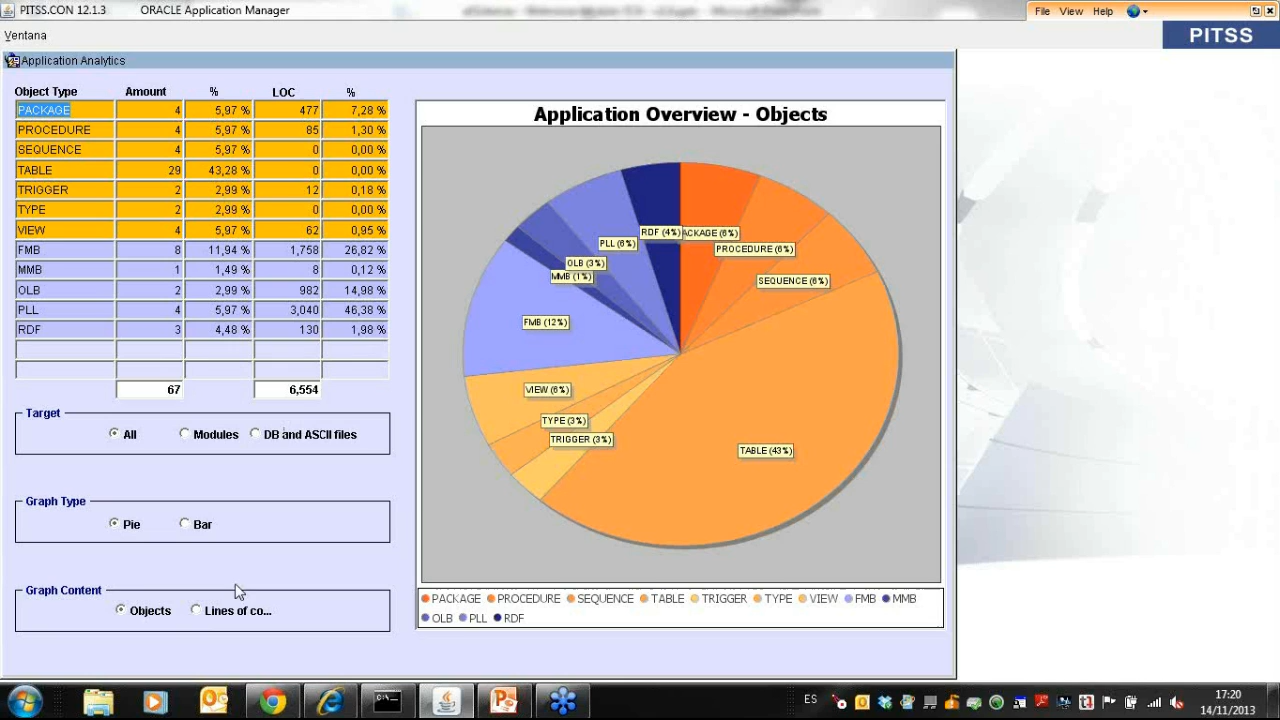 PITSS.CON 12.1.3 ORACLE Application Manager
File View Help
Ventana
PITSS
Application Analytics
Object Type Amount % LOC %
PACKAGE 4 5,97 % 477 7,28 %
PROCEDURE 4 5,97 % 85 1,30 %
SEQUENCE 4 5,97 % 0 0,00 %
TABLE 29 43,28 % 0 0,00 %
TRIGGER 2 2,99 % 12 0,18 %
TYPE 2 2,99 % 0 0,00 %
VIEW 4 5,97 % 62 0,95 %
FMB 8 11,94 % 1,758 26,82 %
MMB 1 1,49 % 8 0,12 %
OLB 2 2,99 % 982 14,98 %
PLL 4 5,97 % 3,040 46,38 %
RDF 3 4,48 % 130 1,98 %
67 6,554
Target
All Modules DB and ASCII files
Graph Type
Pie Bar
Graph Content
Objects Lines of co...
Application Overview - Objects
RDF (4%) ACKAGE (6%)
PLL (6%)
PROCEDURE (6%)
OLB (3%)
MMB (1%)
SEQUENCE (6%)
FMB (12%)
VIEW (6%)
TYPE (3%)
TRIGGER (3%)
TABLE (43%)
PACKAGE PROCEDURE SEQUENCE TABLE TRIGGER TYPE VIEW FMB MMB
OLB PLL RDF
ES
17:20
14/11/2013